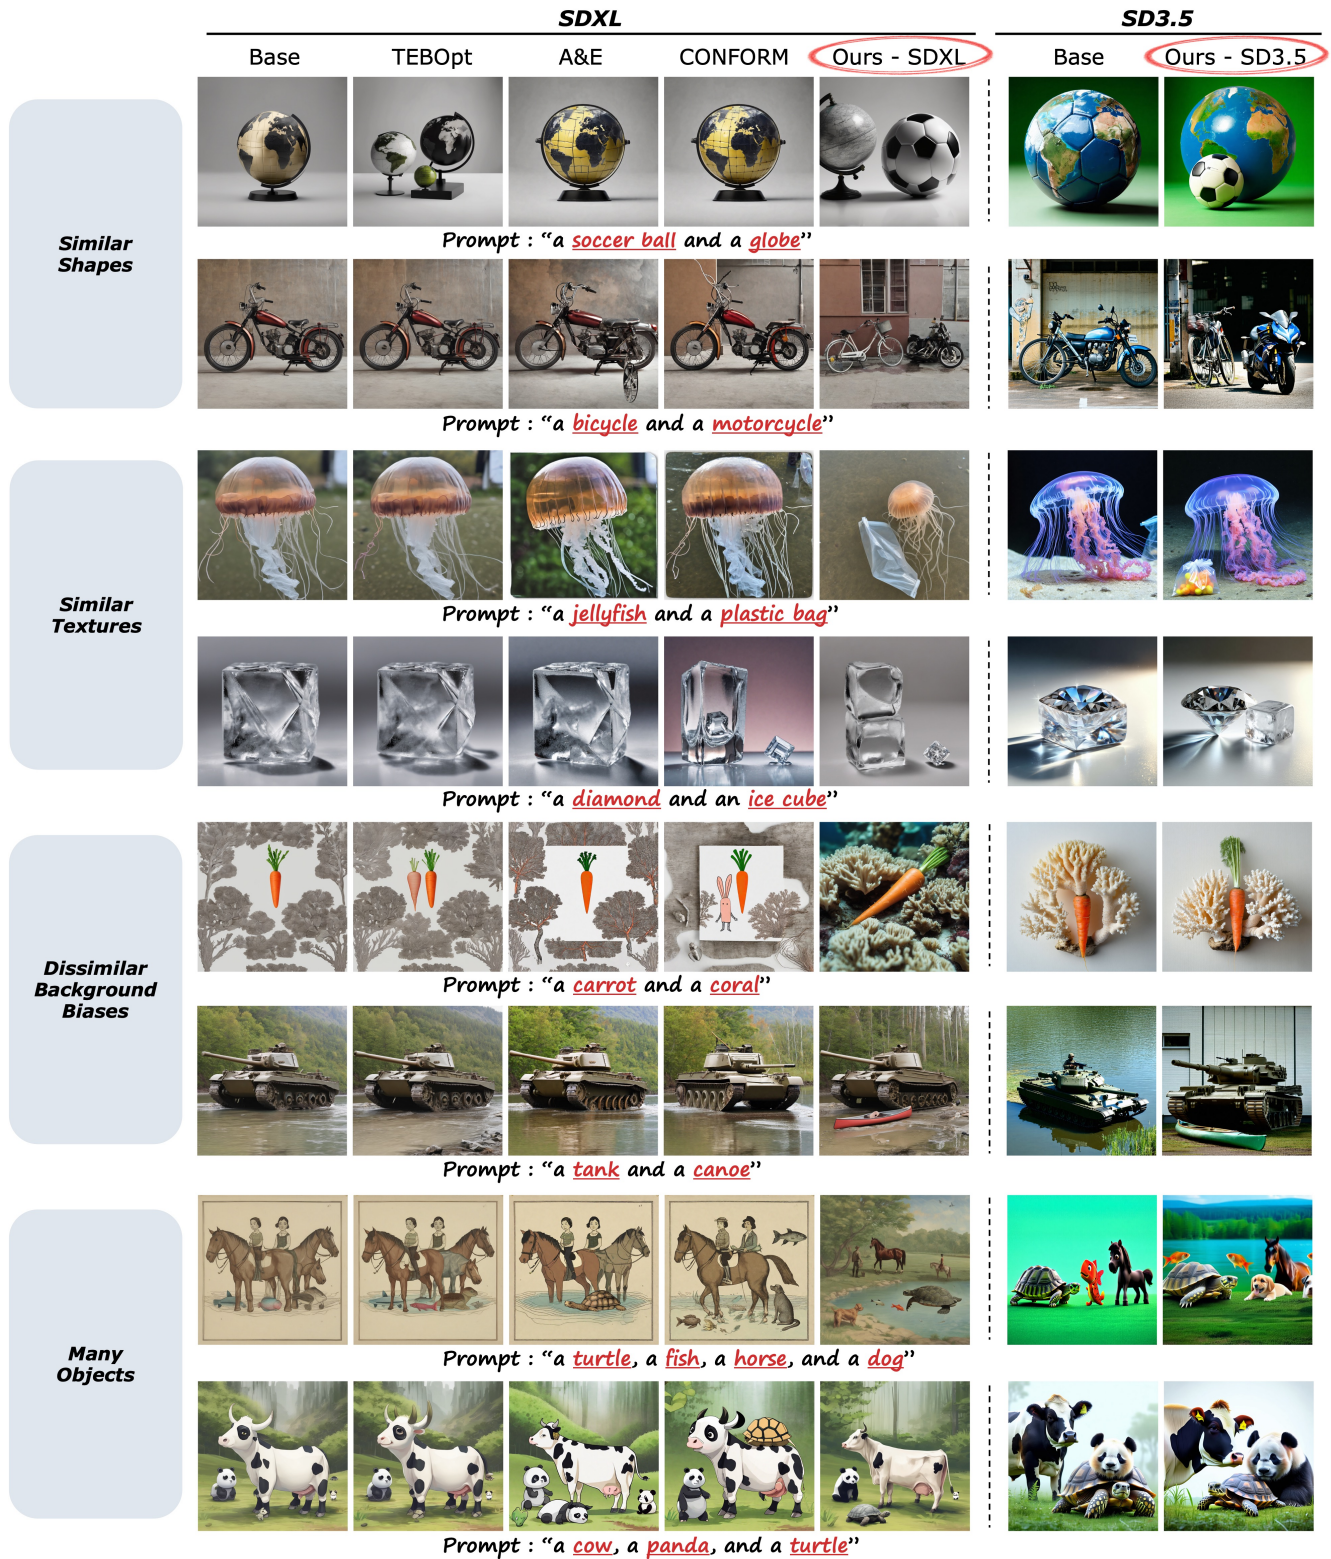 SDXL
SD3.5
Base
TEBOpt
A&E
CONFORM
Ours - SDXL
Base
Ours - SD3.5
Similar
Shapes
Prompt : “a soccer ball and a globe”
Prompt : “a bicycle and a motorcycle”
Similar
Textures
Prompt : “a jellyfish and a plastic bag”
Prompt : “a diamond and an ice cube”
Dissimilar
Background
Biases
Prompt : “a carrot and a coral”
Prompt : “a tank and a canoe”
Many
Objects
Prompt : “a turtle, a fish, a horse, and a dog”
Prompt : “a cow, a panda, and a turtle”